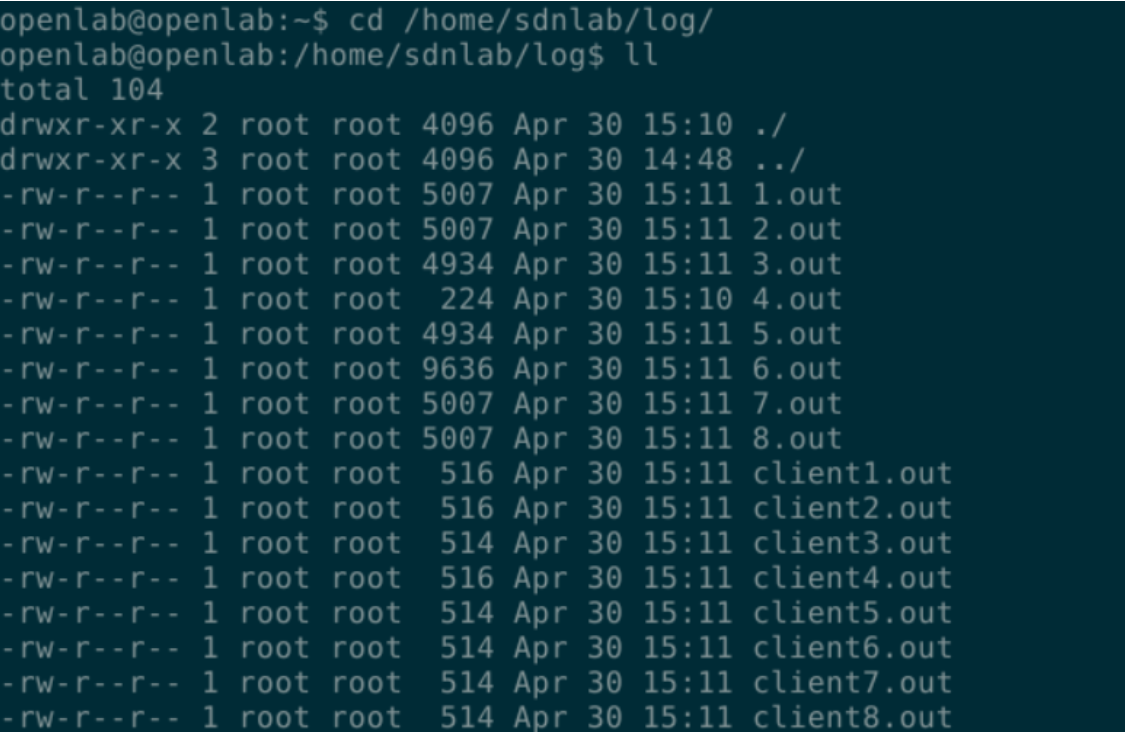 openlab@openlab:~$ cd /home/sdnlab/log/
openlab@openlab:/home/sdnlab/log$ ll
total 104
drwxr-xr-x 2 root root 4096 Apr 30 15:10 ./
drwxr-xr-x 3 root root 4096 Apr 30 14:48 ../
-rw-r--r-- 1 root root 5007 Apr 30 15:11 1.out
-rw-r--r-- 1 root root 5007 Apr 30 15:11 2.out
-rw-r--r-- 1 root root 4934 Apr 30 15:11 3.out
-rw-r--r-- 1 root root  224 Apr 30 15:10 4.out
-rw-r--r-- 1 root root 4934 Apr 30 15:11 5.out
-rw-r--r-- 1 root root 9636 Apr 30 15:11 6.out
-rw-r--r-- 1 root root 5007 Apr 30 15:11 7.out
-rw-r--r-- 1 root root 5007 Apr 30 15:11 8.out
-rw-r--r-- 1 root root  516 Apr 30 15:11 client1.out
-rw-r--r-- 1 root root  516 Apr 30 15:11 client2.out
-rw-r--r-- 1 root root  514 Apr 30 15:11 client3.out
-rw-r--r-- 1 root root  516 Apr 30 15:11 client4.out
-rw-r--r-- 1 root root  514 Apr 30 15:11 client5.out
-rw-r--r-- 1 root root  514 Apr 30 15:11 client6.out
-rw-r--r-- 1 root root  514 Apr 30 15:11 client7.out
-rw-r--r-- 1 root root  514 Apr 30 15:11 client8.out